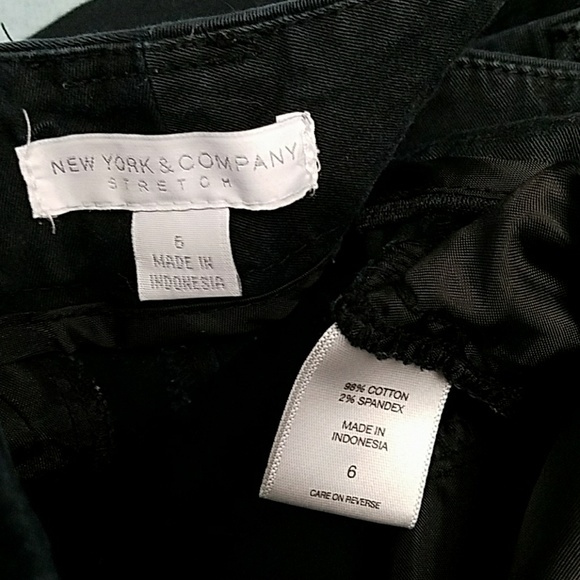 NEW YORK & COMPANY
STRETCH
6
MADE IN
INDONESIA
98% COTTON
2% SPANDEX
MADE IN
INDONESIA
6
CARE ON REVERSE